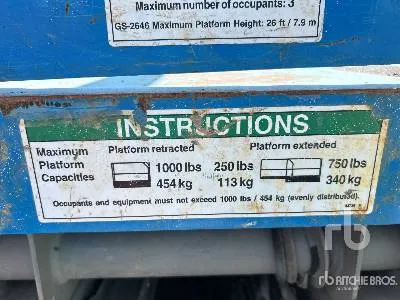 Maximum number of occupants: 3
GS-2646 Maximum Platform Height: 26 ft / 7.9 m
INSTRUCTIONS
Maximum Platform retracted Platform extended
Platform 1000 lbs 250 lbs 750 lbs
Capacities 454 kg 113 kg 340 kg
Occupants and equipment must not exceed 1000 lbs / 454 kg (evenly distributed).
rb
RITCHIE BROS.